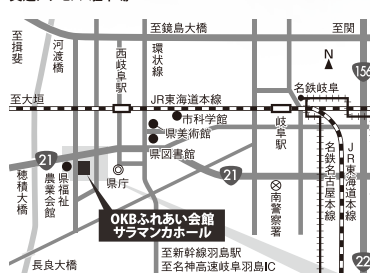 至鏡島大橋
至関
至揖斐
河渡橋
西岐阜駅
環状線
N
156
名鉄岐阜
至大垣
JR東海道本線
市科学館
県美術館
県図書館
岐阜駅
名鉄名古屋本線
JR東海道本線
21
県福祉
農業会館
県庁
21
南警察署
穂積大橋
OKBふれあい会館
サラマンカホール
長良大橋
至新幹線羽島駅
至名神高速岐阜羽島IC
22